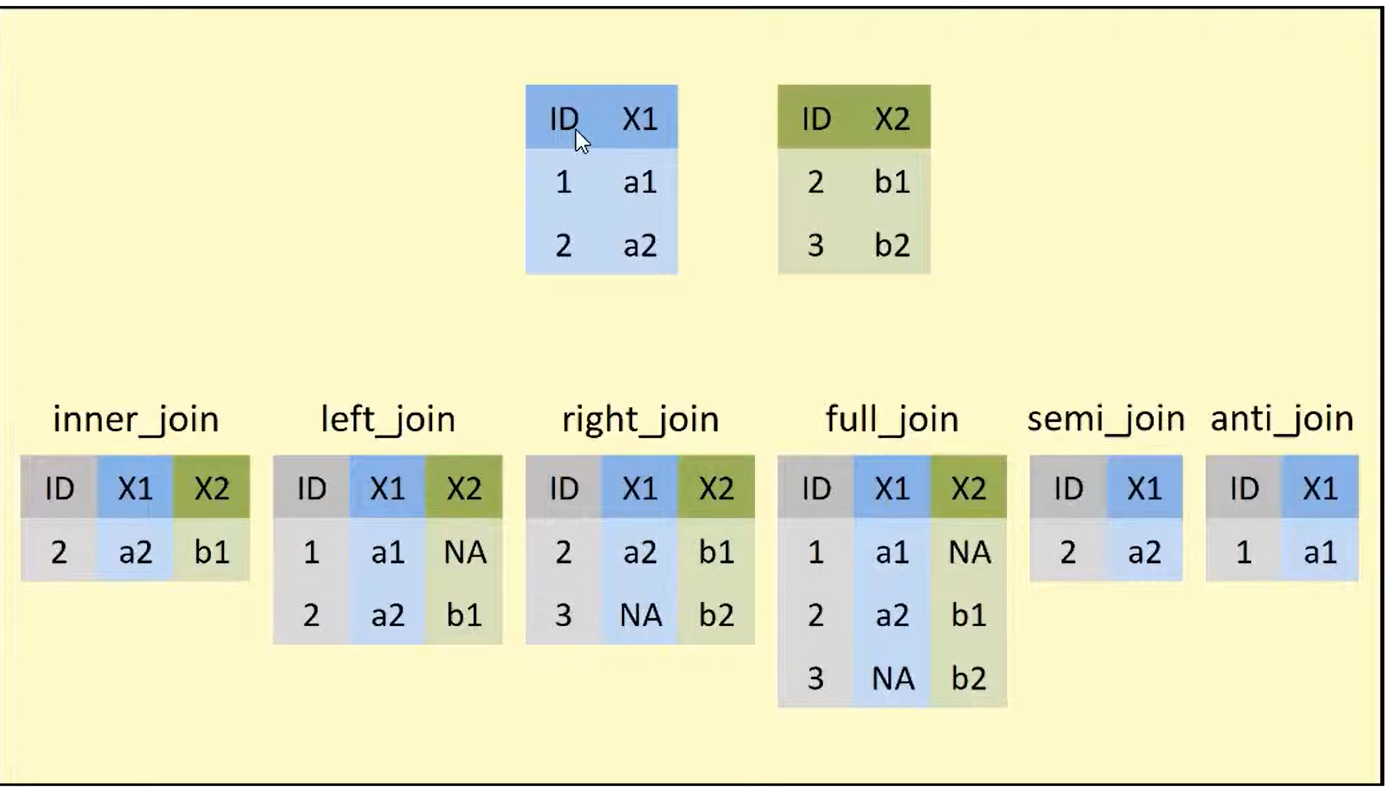 ID X1
1 a1
2 a2
ID X2
2 b1
3 b2
inner_join
ID X1 X2
2 a2 b1
left_join
ID X1 X2
1 a1 NA
2 a2 b1
right_join
ID X1 X2
2 a2 b1
3 NA b2
full_join
ID X1 X2
1 a1 NA
2 a2 b1
3 NA b2
semi_join
ID X1
2 a2
anti_join
ID X1
1 a1